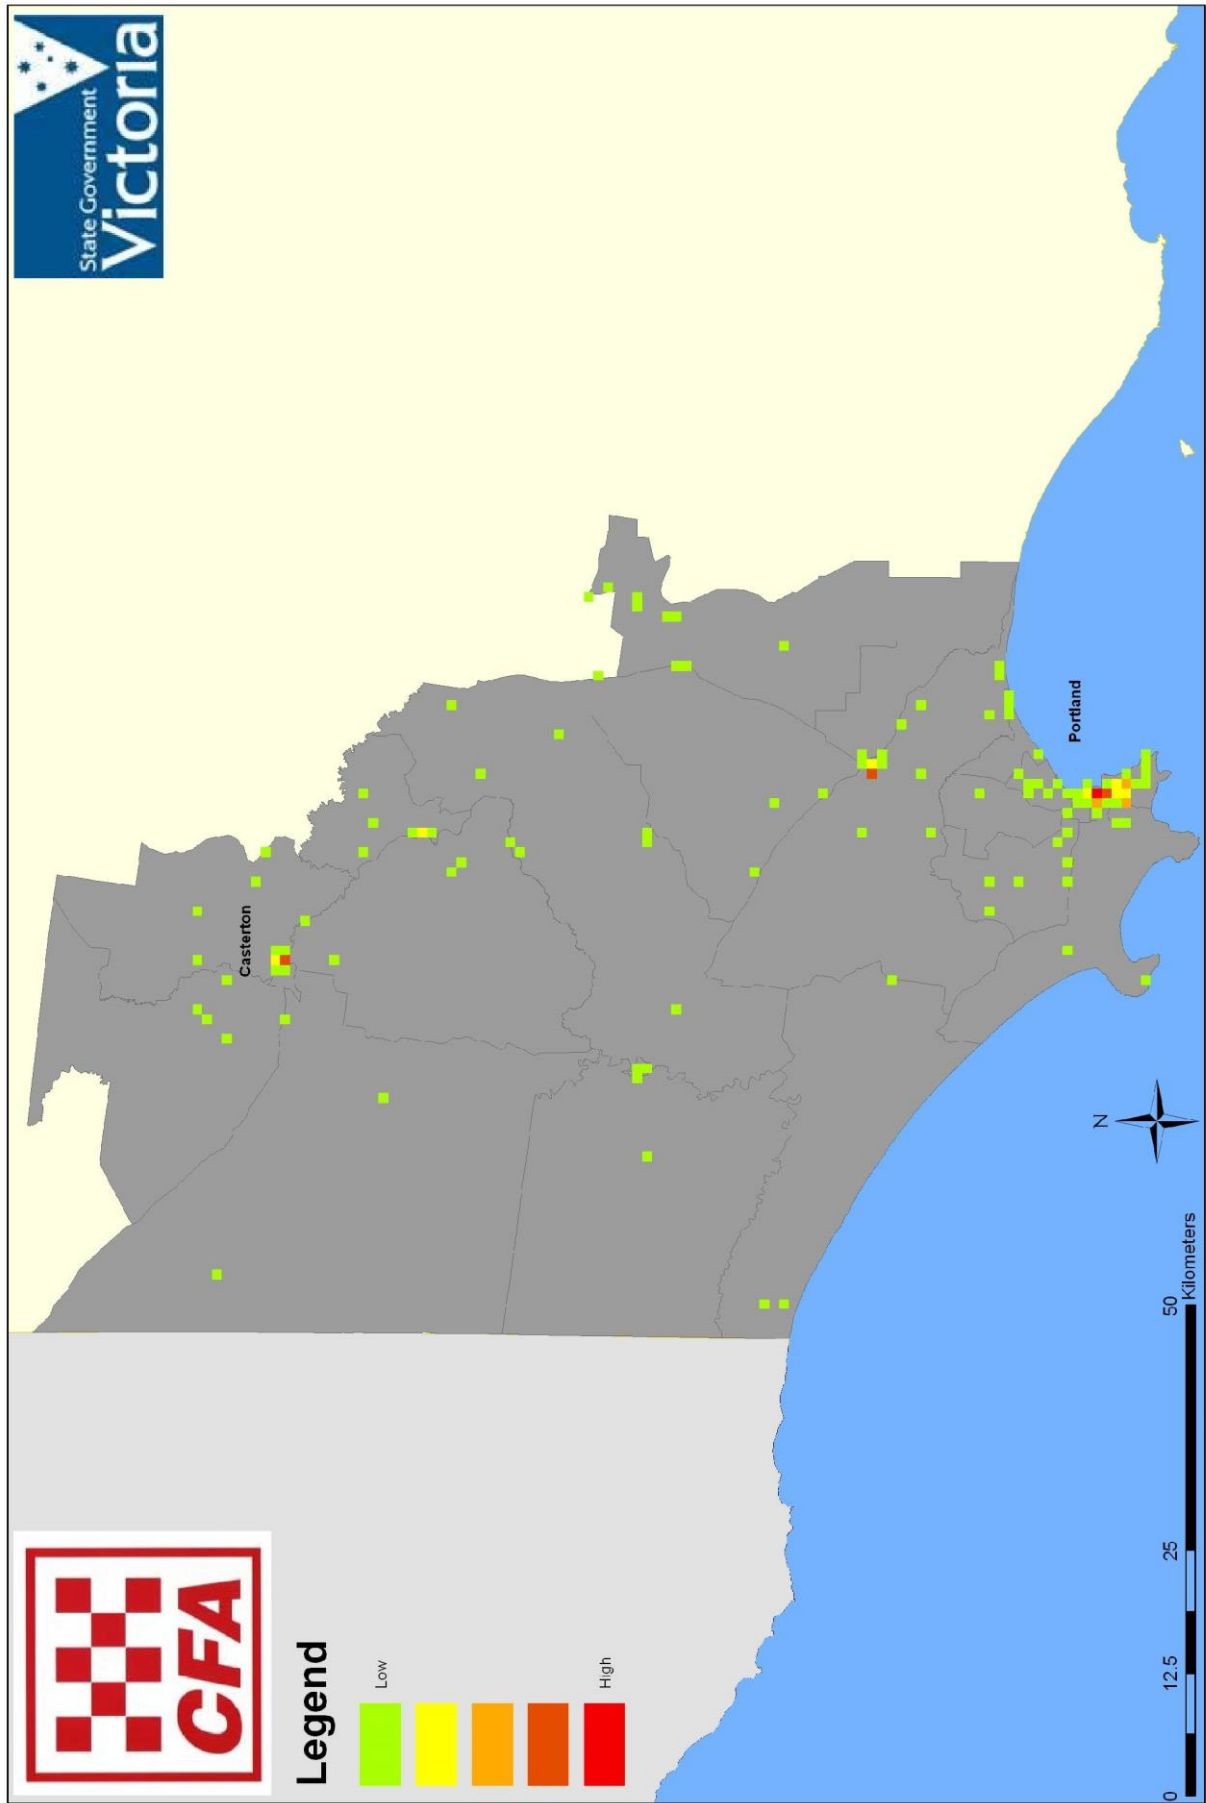 State Government
Victoria
Casterton
Portland
CFA
Legend
Low
High
N
0 12.5 25 50
Kilometers